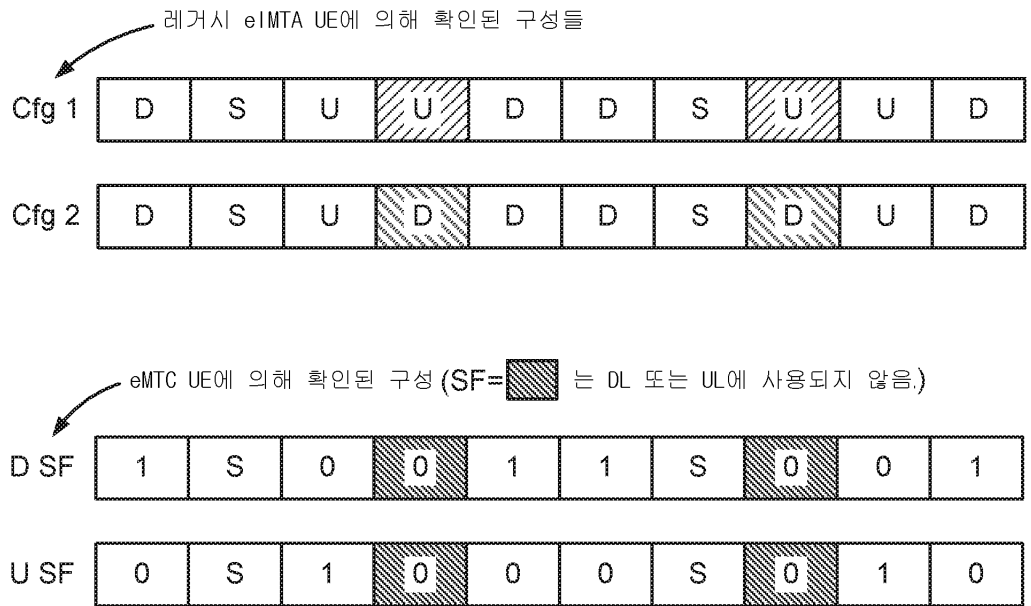 레거시 eIMTA UE에 의해 확인된 구성들
Cfg 1 D S U U D D S U U D
Cfg 2 D S U D D D S D U D
eMTC UE에 의해 확인된 구성 (SF= 는 DL 또는 UL에 사용되지 않음.)
D SF 1 S 0 0 1 1 S 0 0 1
U SF 0 S 1 0 0 0 S 0 1 0